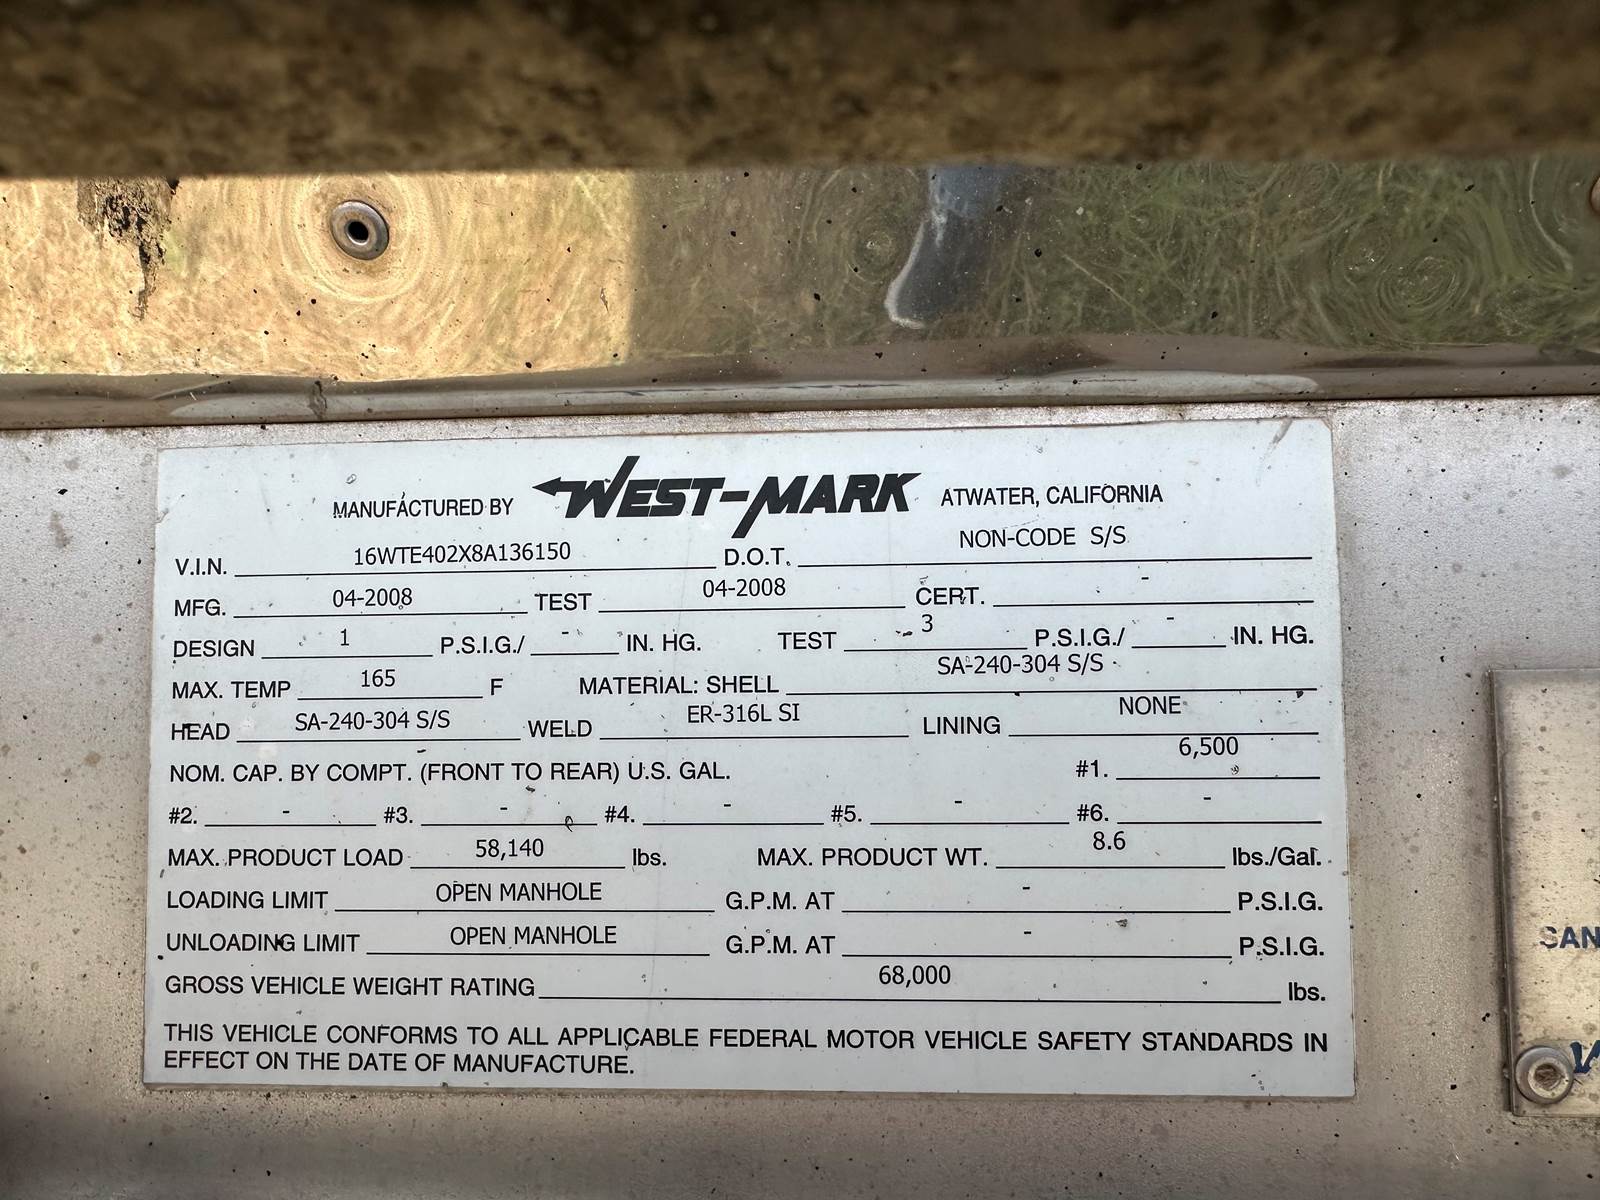 MANUFACTURED BY WEST-MARK ATWATER, CALIFORNIA
V.I.N. 16WTE402X8A136150 D.O.T. NON-CODE S/S
MFG. 04-2008 TEST 04-2008 CERT. -
DESIGN 1 P.S.I.G./ - IN. HG. TEST 3 P.S.I.G./ - IN. HG.
MAX. TEMP 165 F MATERIAL: SHELL SA-240-304 S/S
HEAD SA-240-304 S/S WELD ER-316L SI LINING NONE
NOM. CAP. BY COMPT. (FRONT TO REAR) U.S. GAL. #1. 6,500
#2. - #3. - #4. - #5. - #6. -
MAX. PRODUCT LOAD 58,140 lbs. MAX. PRODUCT WT. 8.6 lbs./Gal.
LOADING LIMIT OPEN MANHOLE G.P.M. AT - P.S.I.G.
UNLOADING LIMIT OPEN MANHOLE G.P.M. AT - P.S.I.G.
GROSS VEHICLE WEIGHT RATING 68,000 lbs.
THIS VEHICLE CONFORMS TO ALL APPLICABLE FEDERAL MOTOR VEHICLE SAFETY STANDARDS IN
EFFECT ON THE DATE OF MANUFACTURE.
SAN